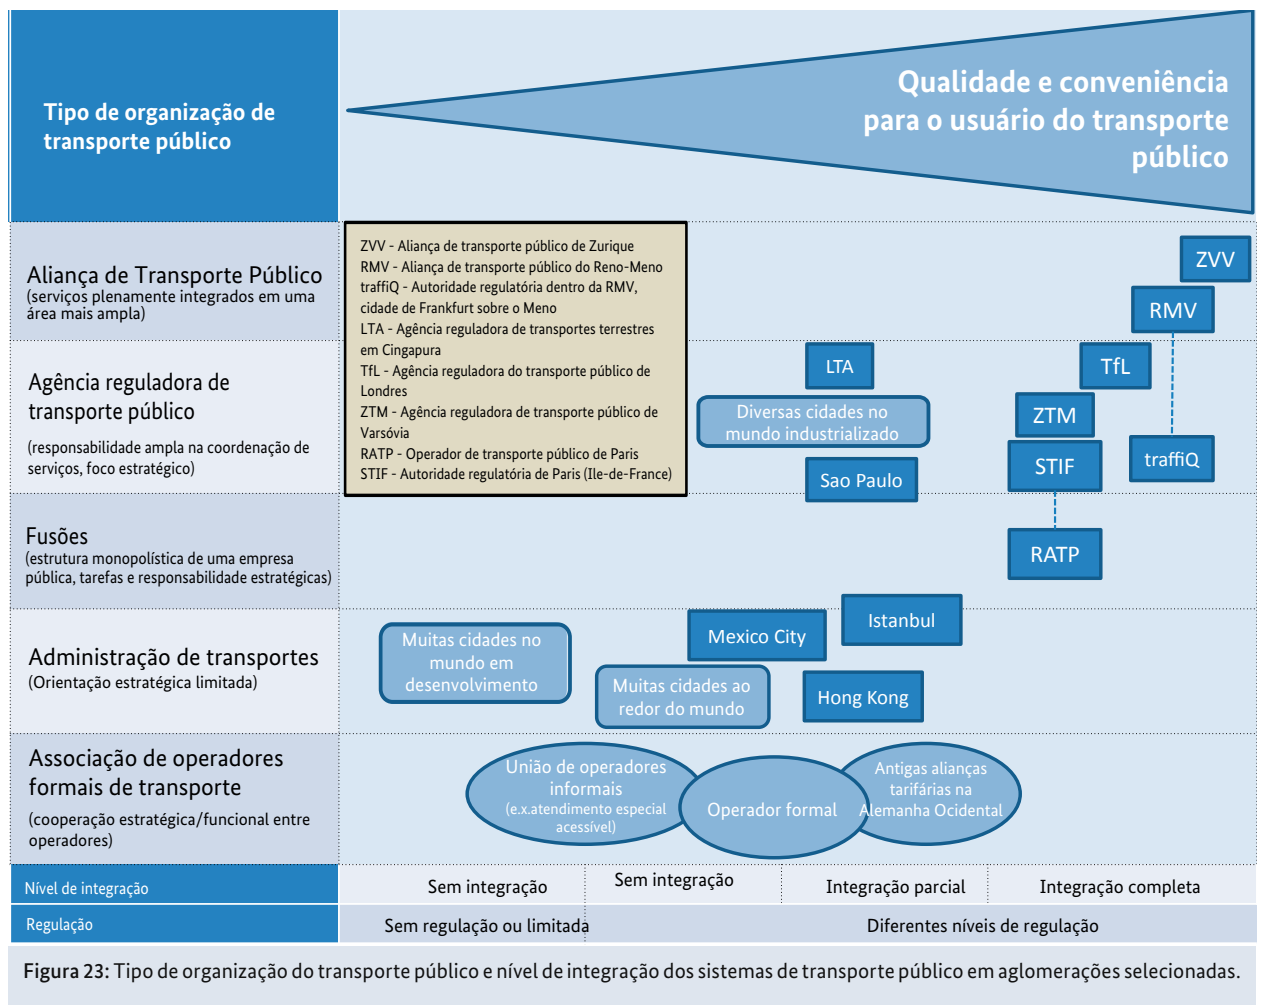 Tipo de organização de
transporte público
Qualidade e conveniência
para o usuário do transporte
público
Aliança de Transporte Público
(serviços plenamente integrados em uma
área mais ampla)
ZVV - Aliança de transporte público de Zurique
RMV - Aliança de transporte público do Reno-Meno
traffiQ - Autoridade regulatória dentro da RMV,
cidade de Frankfurt sobre o Meno
LTA - Agência reguladora de transportes terrestres
em Cingapura
TfL - Agência reguladora do transporte público de
Londres
ZTM - Agência reguladora de transporte público de
Varsóvia
RATP - Operador de transporte público de Paris
STIF - Autoridade regulatória de Paris (Ile-de-France)
ZVV
RMV
Agência reguladora de
transporte público
(responsabilidade ampla na coordenação de
serviços, foco estratégico)
LTA
TfL
Diversas cidades no
mundo industrializado
ZTM
Sao Paulo
STIF
traffiQ
Fusões
(estrutura monopolística de uma empresa
pública, tarefas e responsabilidade estratégicas)
RATP
Administração de transportes
(Orientação estratégica limitada)
Muitas cidades no
mundo em
desenvolvimento
Muitas cidades ao
redor do mundo
Mexico City
Istanbul
Hong Kong
Associação de operadores
formais de transporte
(cooperação estratégica/funcional entre
operadores)
União de operadores
informais
(e.x.atendimento especial
acessível)
Operador formal
Antigas alianças
tarifárias na
Alemanha Ocidental
Nível de integração
Sem integração
Sem integração
Integração parcial
Integração completa
Regulação
Sem regulação ou limitada
Diferentes níveis de regulação
Figura 23: Tipo de organização do transporte público e nível de integração dos sistemas de transporte público em aglomerações selecionadas.